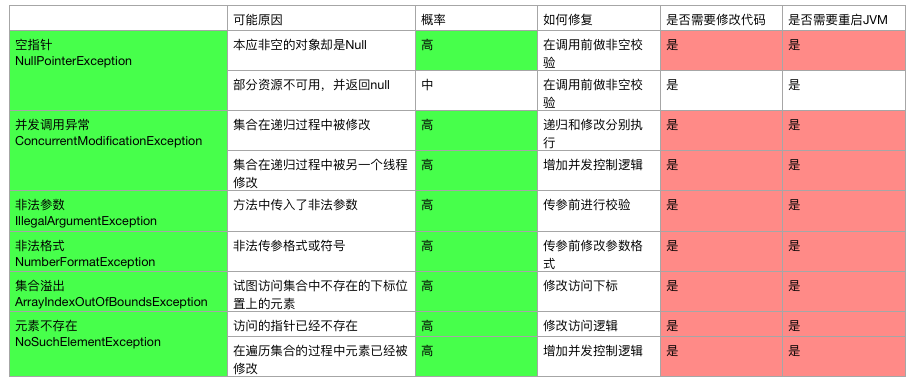 可能原因 概率 如何修复 是否需要修改代码 是否需要重启JVM
空指针
NullPointerException
本应非空的对象却是Null
高
在调用前做非空校
验
是
是
部分资源不可用，并返回null
中
在调用前做非空校
验
是
是
并发调用异常
ConcurrentModificationException
集合在递归过程中被修改
高
递归和修改分别执
行
是
是
集合在递归过程中被另一个线程
修改
高
增加并发控制逻辑
是
是
非法参数
IllegalArgumentException
方法中传入了非法参数
高
传参前进行校验
是
是
非法格式
NumberFormatException
非法传参格式或符号
高
传参前修改参数格
式
是
是
集合溢出
ArrayIndexOutOfBoundsException
试图访问集合中不存在的下标位
置上的元素
高
修改访问下标
是
是
元素不存在
NoSuchElementException
访问的指针已经不存在
高
修改访问逻辑
是
是
在遍历集合的过程中元素已经被
修改
高
增加并发控制逻辑
是
是